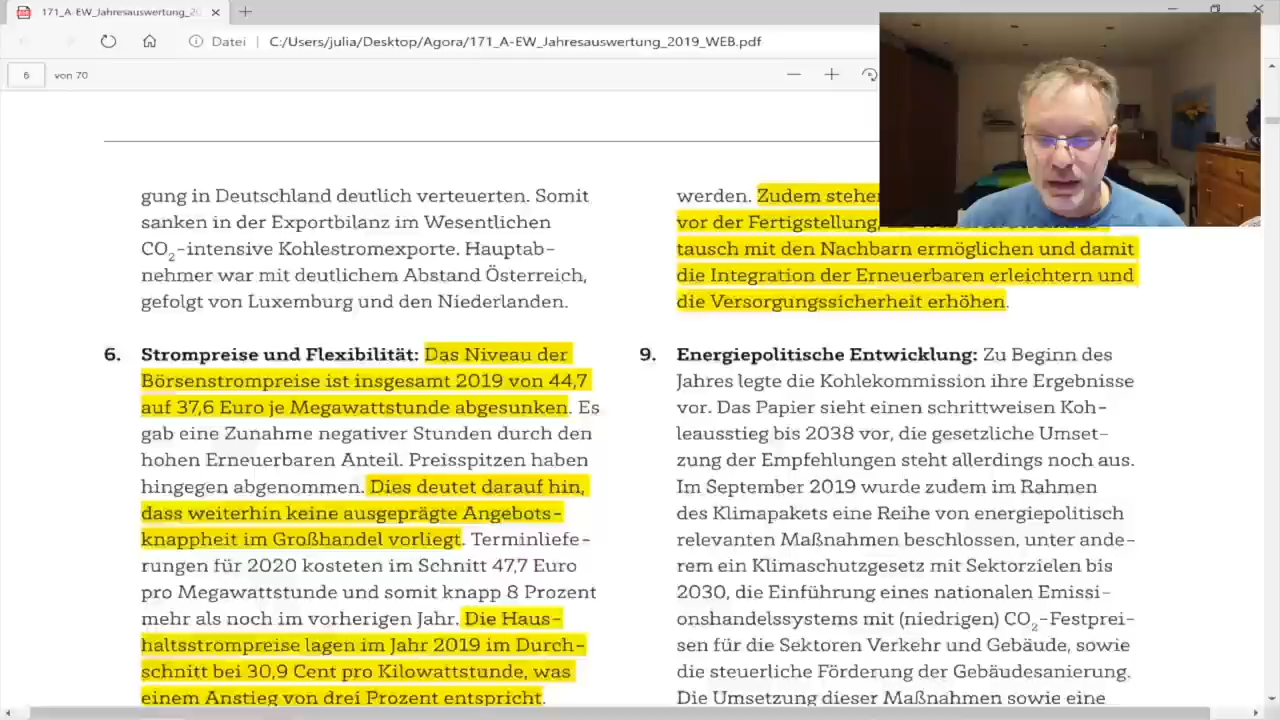 171_A-EW_Jahresauswertung_20
Datei
C:/Users/julia/Desktop/Agora/171_A-EW_Jahresauswertung_2019_WEB.pdf
6 von 70
gung in Deutschland deutlich verteuerten. Somit
sanken in der Exportbilanz im Wesentlichen
CO₂-intensive Kohlestromexporte. Hauptab-
nehmer war mit deutlichem Abstand Österreich,
gefolgt von Luxemburg und den Niederlanden.
6. Strompreise und Flexibilität: Das Niveau der
Börsenstrompreise ist insgesamt 2019 von 44,7
auf 37,6 Euro je Megawattstunde abgesunken. Es
gab eine Zunahme negativer Stunden durch den
hohen Erneuerbaren Anteil. Preisspitzen haben
hingegen abgenommen. Dies deutet darauf hin,
dass weiterhin keine ausgeprägte Angebots-
knappheit im Großhandel vorliegt. Terminliefe-
rungen für 2020 kosteten im Schnitt 47,7 Euro
pro Megawattstunde und somit knapp 8 Prozent
mehr als noch im vorherigen Jahr. Die Haus-
haltsstrompreise lagen im Jahr 2019 im Durch-
schnitt bei 30,9 Cent pro Kilowattstunde, was
einem Anstieg von drei Prozent entspricht.
werden. Zudem stehe
vor der Fertigstellung,
tausch mit den Nachbarn ermöglichen und damit
die Integration der Erneuerbaren erleichtern und
die Versorgungssicherheit erhöhen.
9. Energiepolitische Entwicklung: Zu Beginn des
Jahres legte die Kohlekommission ihre Ergebnisse
vor. Das Papier sieht einen schrittweisen Koh-
leausstieg bis 2038 vor, die gesetzliche Umset-
zung der Empfehlungen steht allerdings noch aus.
Im September 2019 wurde zudem im Rahmen
des Klimapakets eine Reihe von energiepolitisch
relevanten Maßnahmen beschlossen, unter ande-
rem ein Klimaschutzgesetz mit Sektorzielen bis
2030, die Einführung eines nationalen Emissi-
onshandelssystems mit (niedrigen) CO₂-Festprei-
sen für die Sektoren Verkehr und Gebäude, sowie
die steuerliche Förderung der Gebäudesanierung.
Die Umsetzung dieser Maßnahmen sowie eine